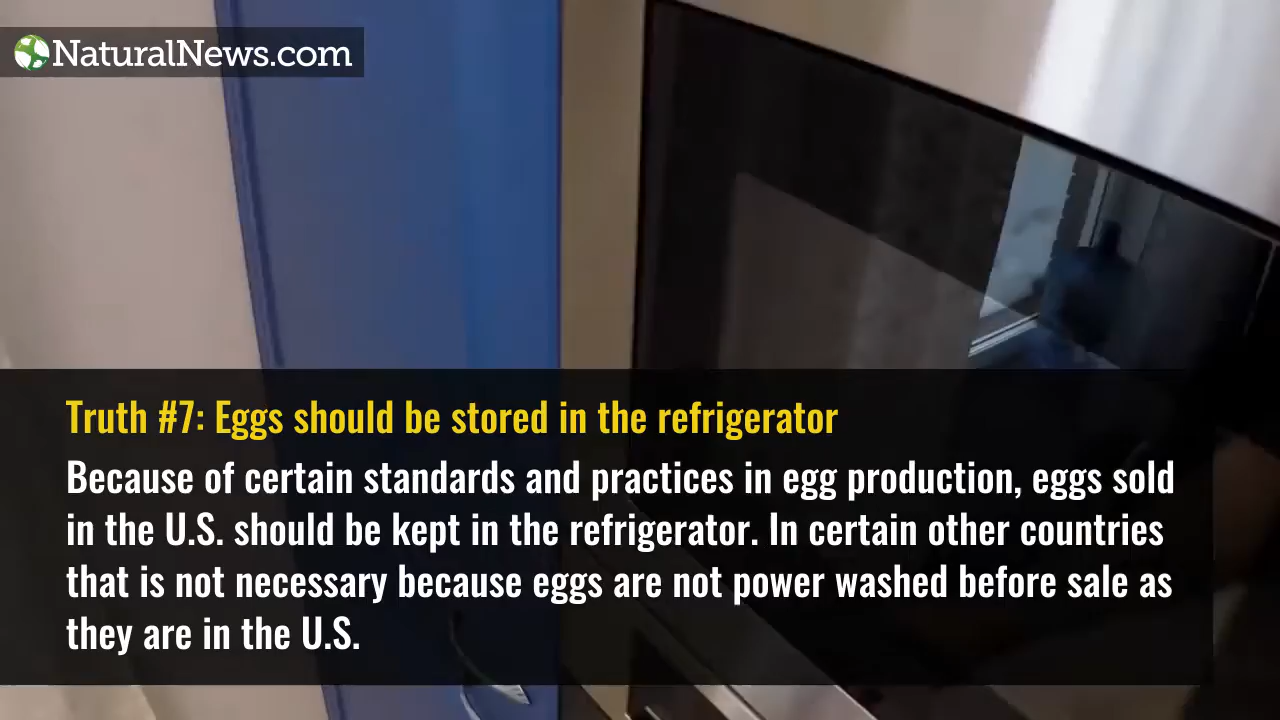 NaturalNews.com
Truth #7: Eggs should be stored in the refrigerator
Because of certain standards and practices in egg production, eggs sold
in the U.S. should be kept in the refrigerator. In certain other countries
that is not necessary because eggs are not power washed before sale as
they are in the U.S.